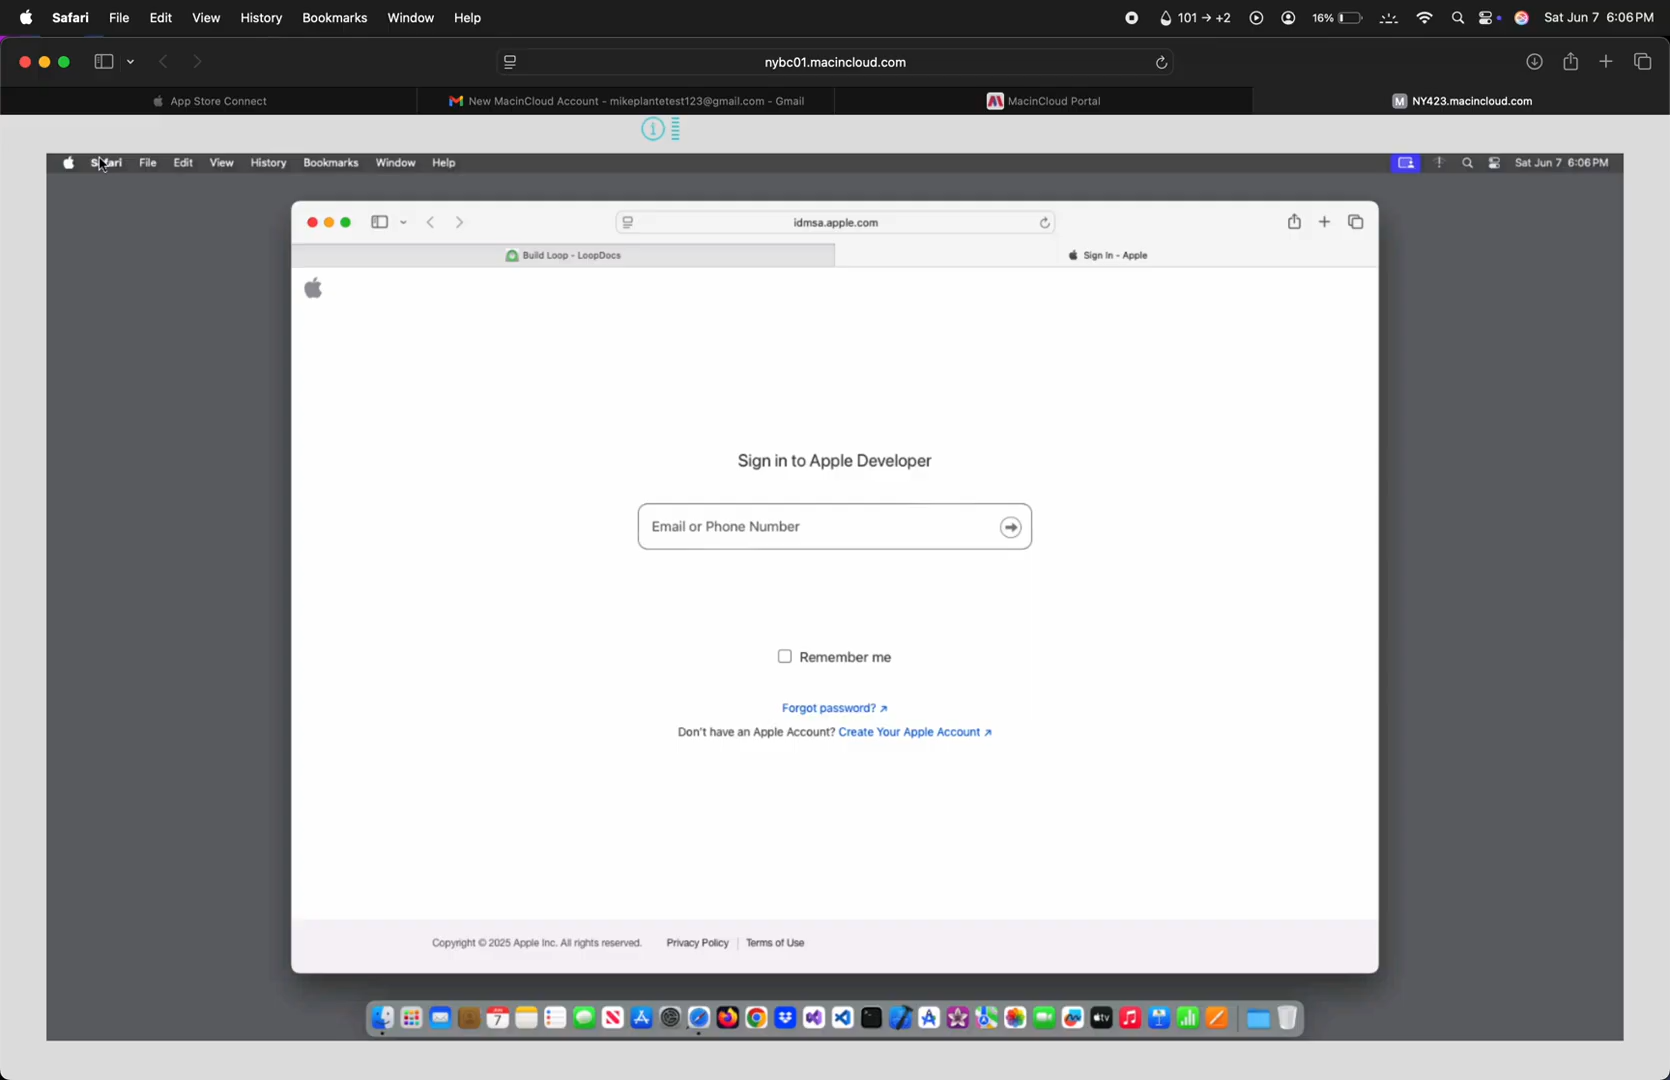 Safari File Edit View History Bookmarks Window Help 101 → +2 16% Sat Jun 7 6:06 PM
nybc01.macincloud.com
App Store Connect New MacinCloud Account - mikeplantetest123@gmail.com - Gmail MacinCloud Portal M NY423.macincloud.com
Safari File Edit View History Bookmarks Window Help Sat Jun 7 6:06 PM
idmsa.apple.com
Build Loop - LoopDocs Sign In - Apple
Sign in to Apple Developer
Email or Phone Number
Remember me
Forgot password? ↗
Don't have an Apple Account? Create Your Apple Account ↗
Copyright © 2025 Apple Inc. All rights reserved. Privacy Policy Terms of Use
7
tv